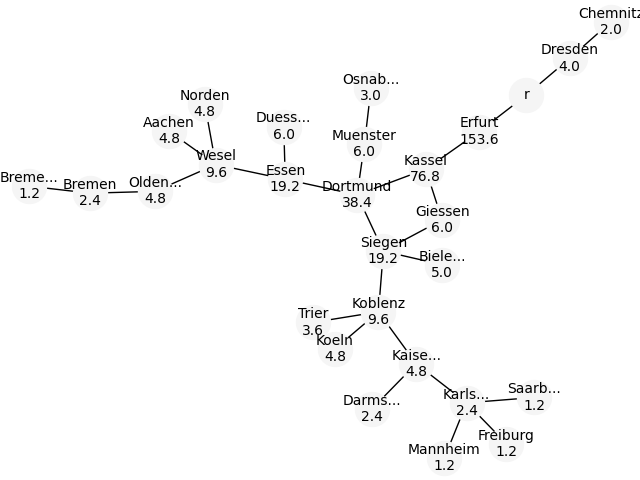 Chemnitz
2.0
Dresden
4.0
r
Osnab...
3.0
Norden
4.8
Duess...
6.0
Aachen
4.8
Erfurt
153.6
Muenster
6.0
Wesel
9.6
Kassel
76.8
Essen
19.2
Breme...
1.2
Bremen
2.4
Olden...
4.8
Dortmund
38.4
Giessen
6.0
Siegen
19.2
Biele...
5.0
Koblenz
9.6
Trier
3.6
Koeln
4.8
Kaise...
4.8
Darms...
2.4
Karls...
2.4
Saarb...
1.2
Freiburg
1.2
Mannheim
1.2